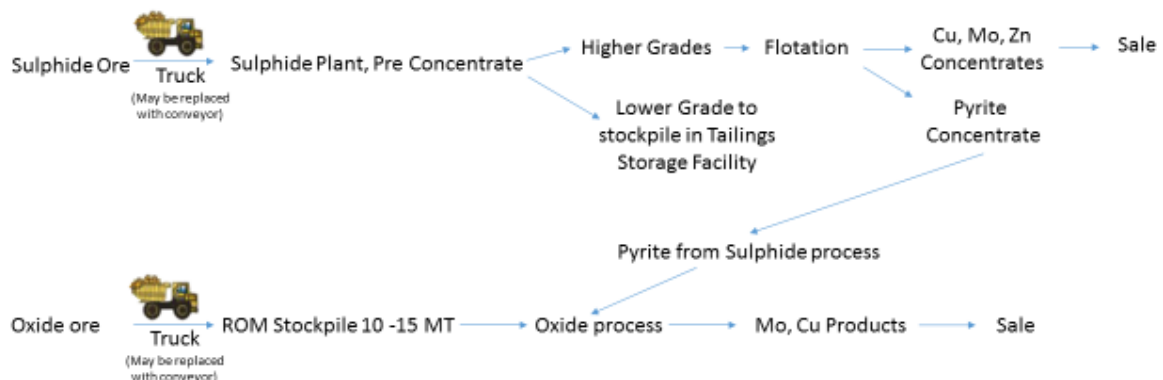 Sulphide Ore
Truck
(May be replaced
with conveyor)
Sulphide Plant, Pre Concentrate
Higher Grades
Flotation
Cu, Mo, Zn
Concentrates
Sale
Lower Grade to
stockpile in Tailings
Storage Facility
Pyrite
Concentrate
Pyrite from Sulphide process
Oxide ore
Truck
(May be replaced
with conveyor)
ROM Stockpile 10 -15 MT
Oxide process
Mo, Cu Products
Sale